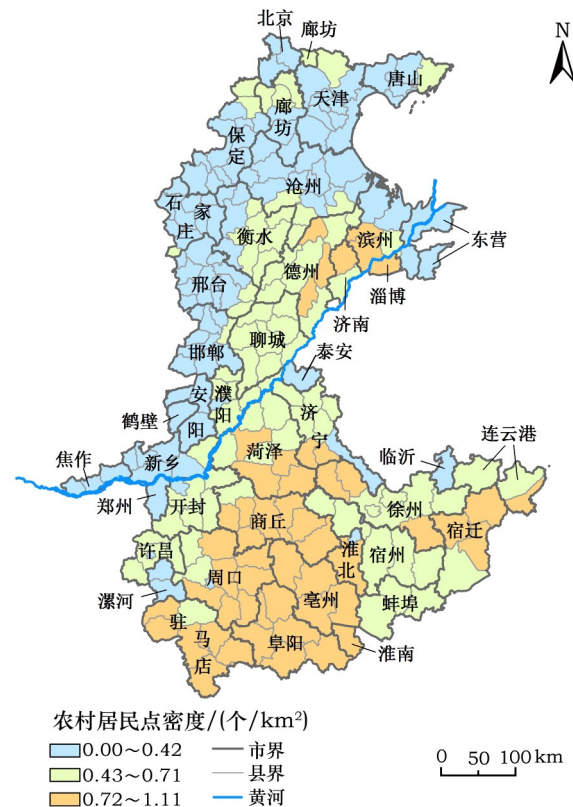 北京
廊坊
N
唐山
天津
廊坊
保定
沧州
石家庄
衡水
滨州
东营
德州
淄博
邢台
济南
聊城
泰安
邯郸
安阳
濮阳
鹤壁
济宁
菏泽
焦作
新乡
临沂
连云港
郑州
开封
徐州
商丘
宿迁
许昌
淮北
宿州
周口
漯河
亳州
蚌埠
驻马店
阜阳
淮南
农村居民点密度/(个/km²)
0.00～0.42 市界
0.43～0.71 县界
0.72～1.11 黄河
0 50 100 km